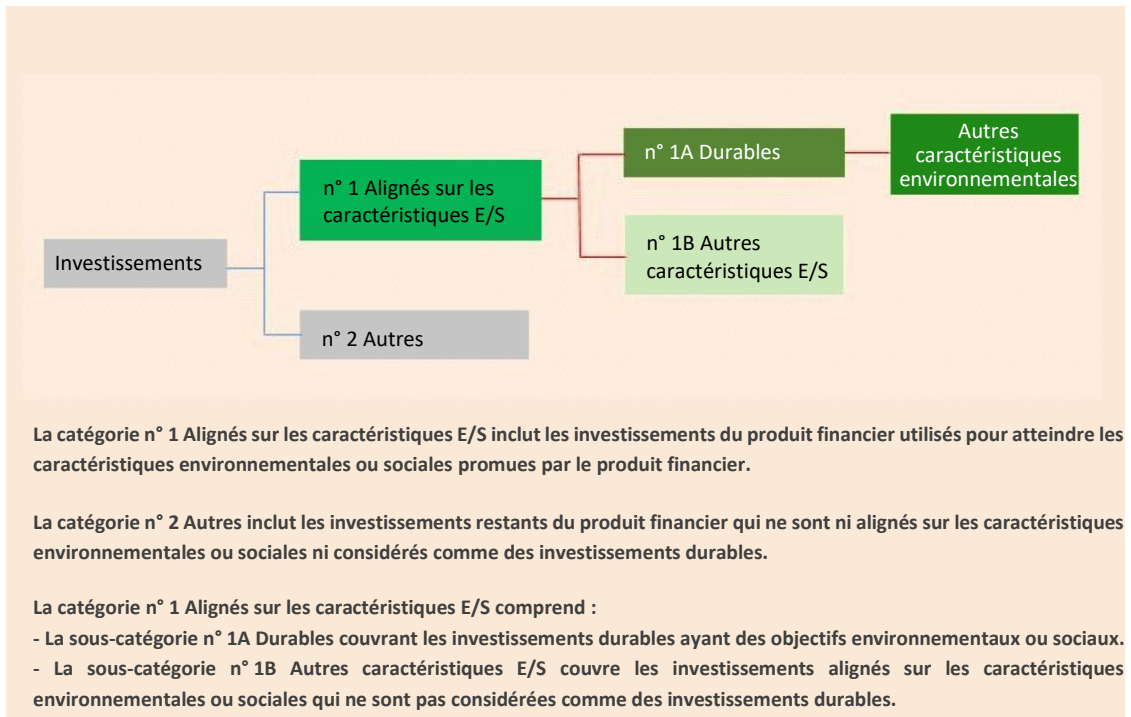 Autres
caractéristiques
environnementales
n° 1A Durables
n° 1 Alignés sur les
caractéristiques E/S
n° 1B Autres
caractéristiques E/S
Investissements
n° 2 Autres
La catégorie n° 1 Alignés sur les caractéristiques E/S inclut les investissements du produit financier utilisés pour atteindre les
caractéristiques environnementales ou sociales promues par le produit financier.
La catégorie n° 2 Autres inclut les investissements restants du produit financier qui ne sont ni alignés sur les caractéristiques
environnementales ou sociales ni considérés comme des investissements durables.
La catégorie n° 1 Alignés sur les caractéristiques E/S comprend :
- La sous-catégorie n° 1A Durables couvrant les investissements durables ayant des objectifs environnementaux ou sociaux.
- La sous-catégorie n° 1B Autres caractéristiques E/S couvre les investissements alignés sur les caractéristiques
environnementales ou sociales qui ne sont pas considérées comme des investissements durables.